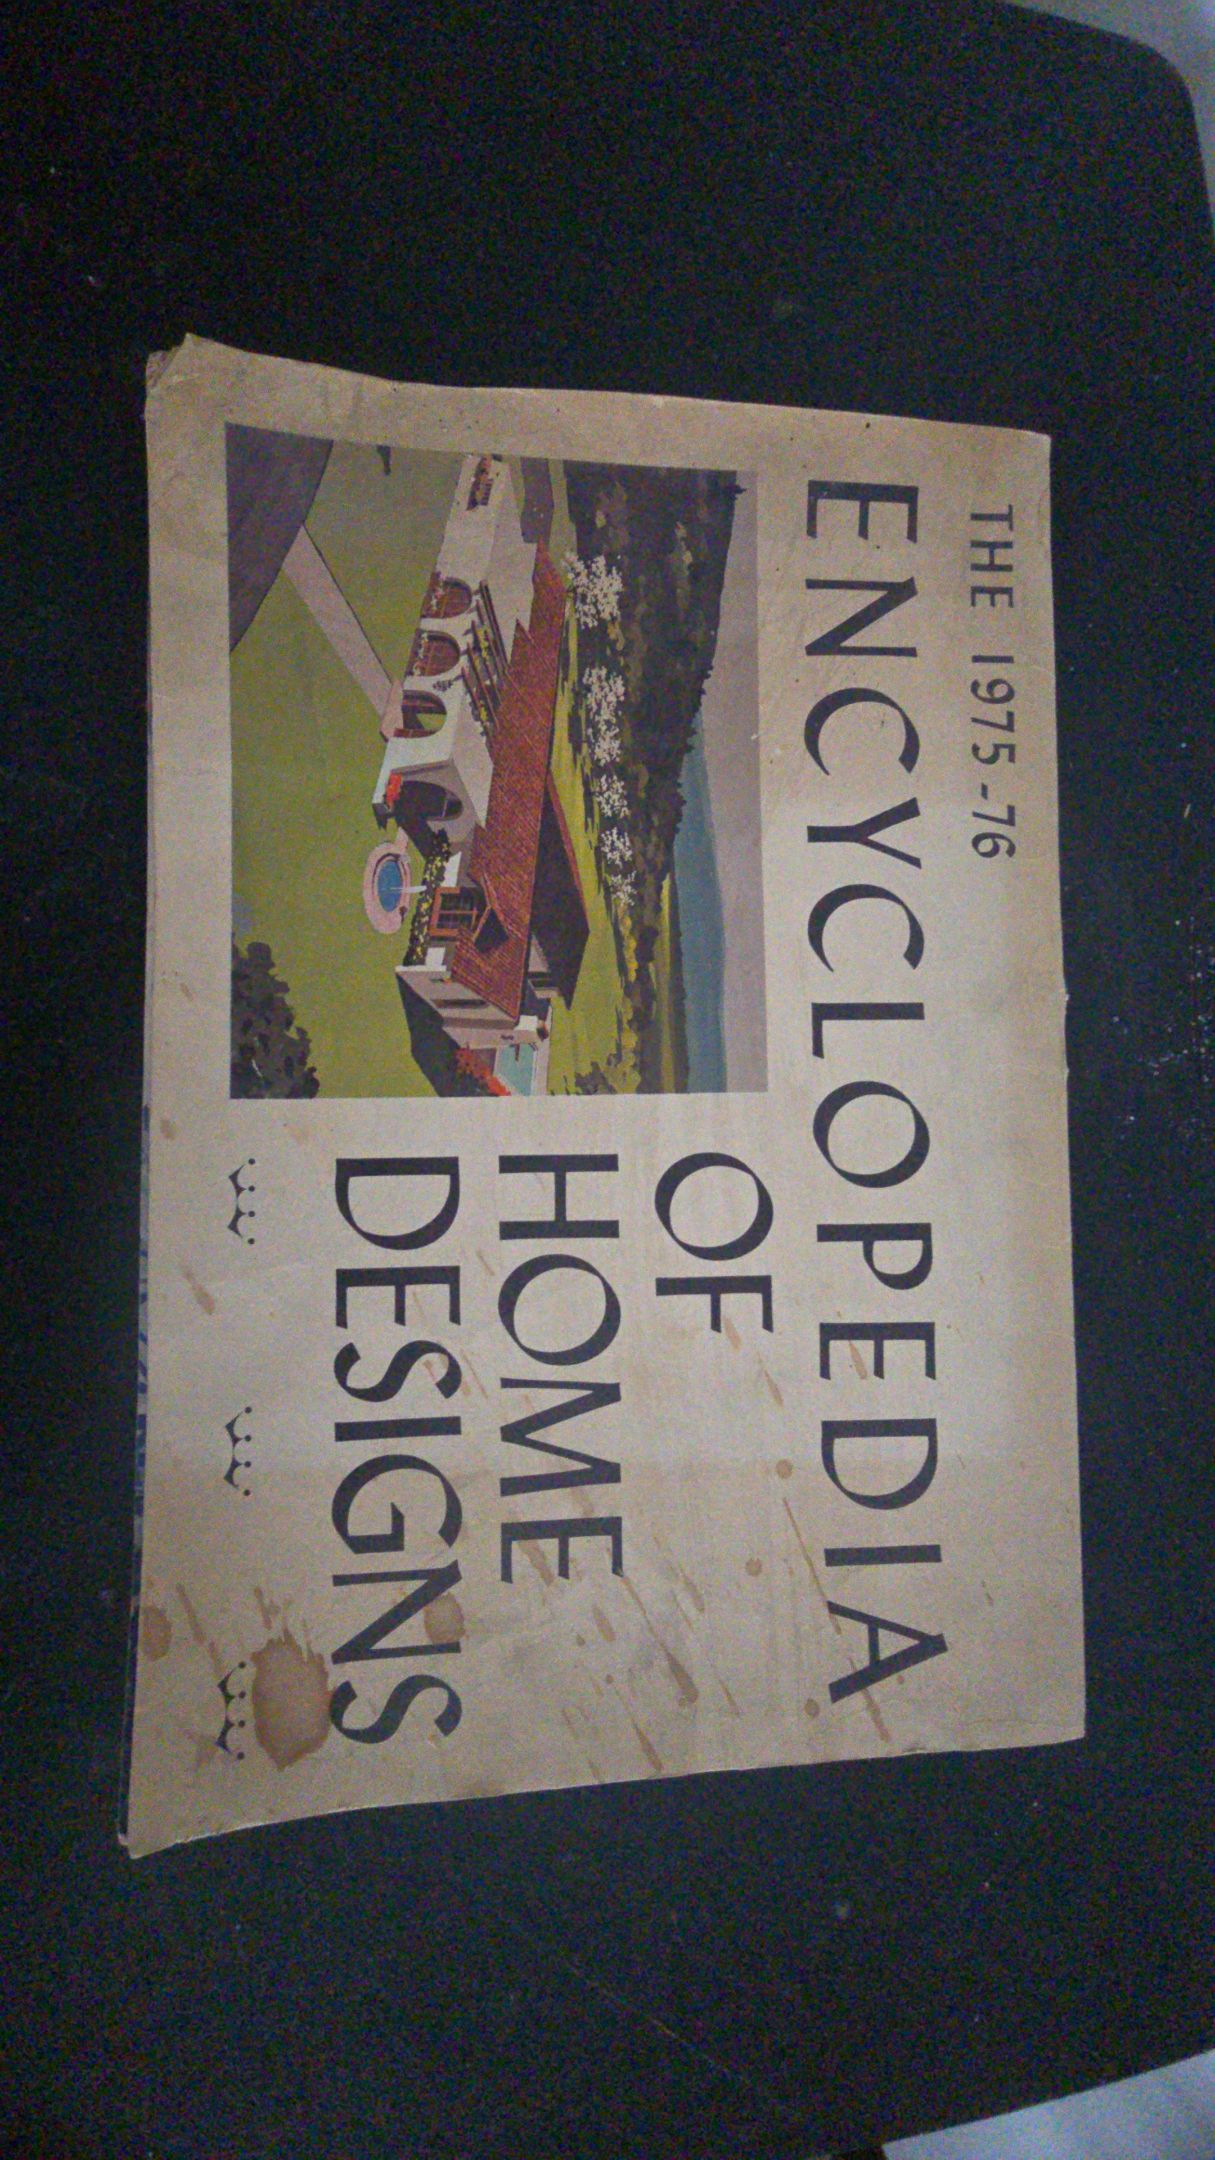 THE 1975-76
ENCYCLOPEDIA
OF
HOME
DESIGNS